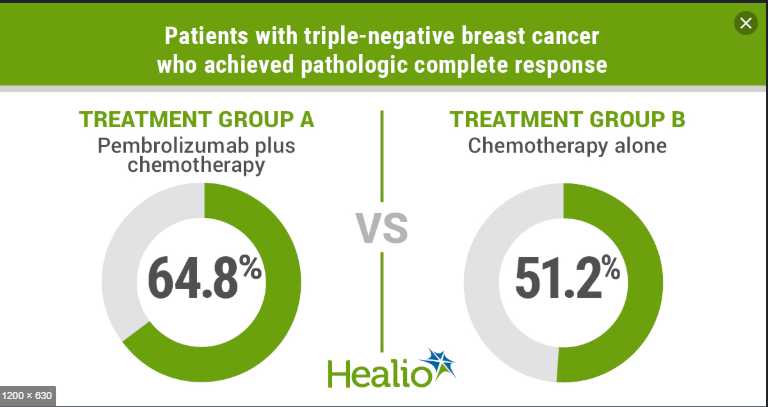 Patients with triple-negative breast cancer
who achieved pathologic complete response
TREATMENT GROUP A
Pembrolizumab plus
chemotherapy
64.8%
VS
TREATMENT GROUP B
Chemotherapy alone
51.2%
Healio
1200 × 630